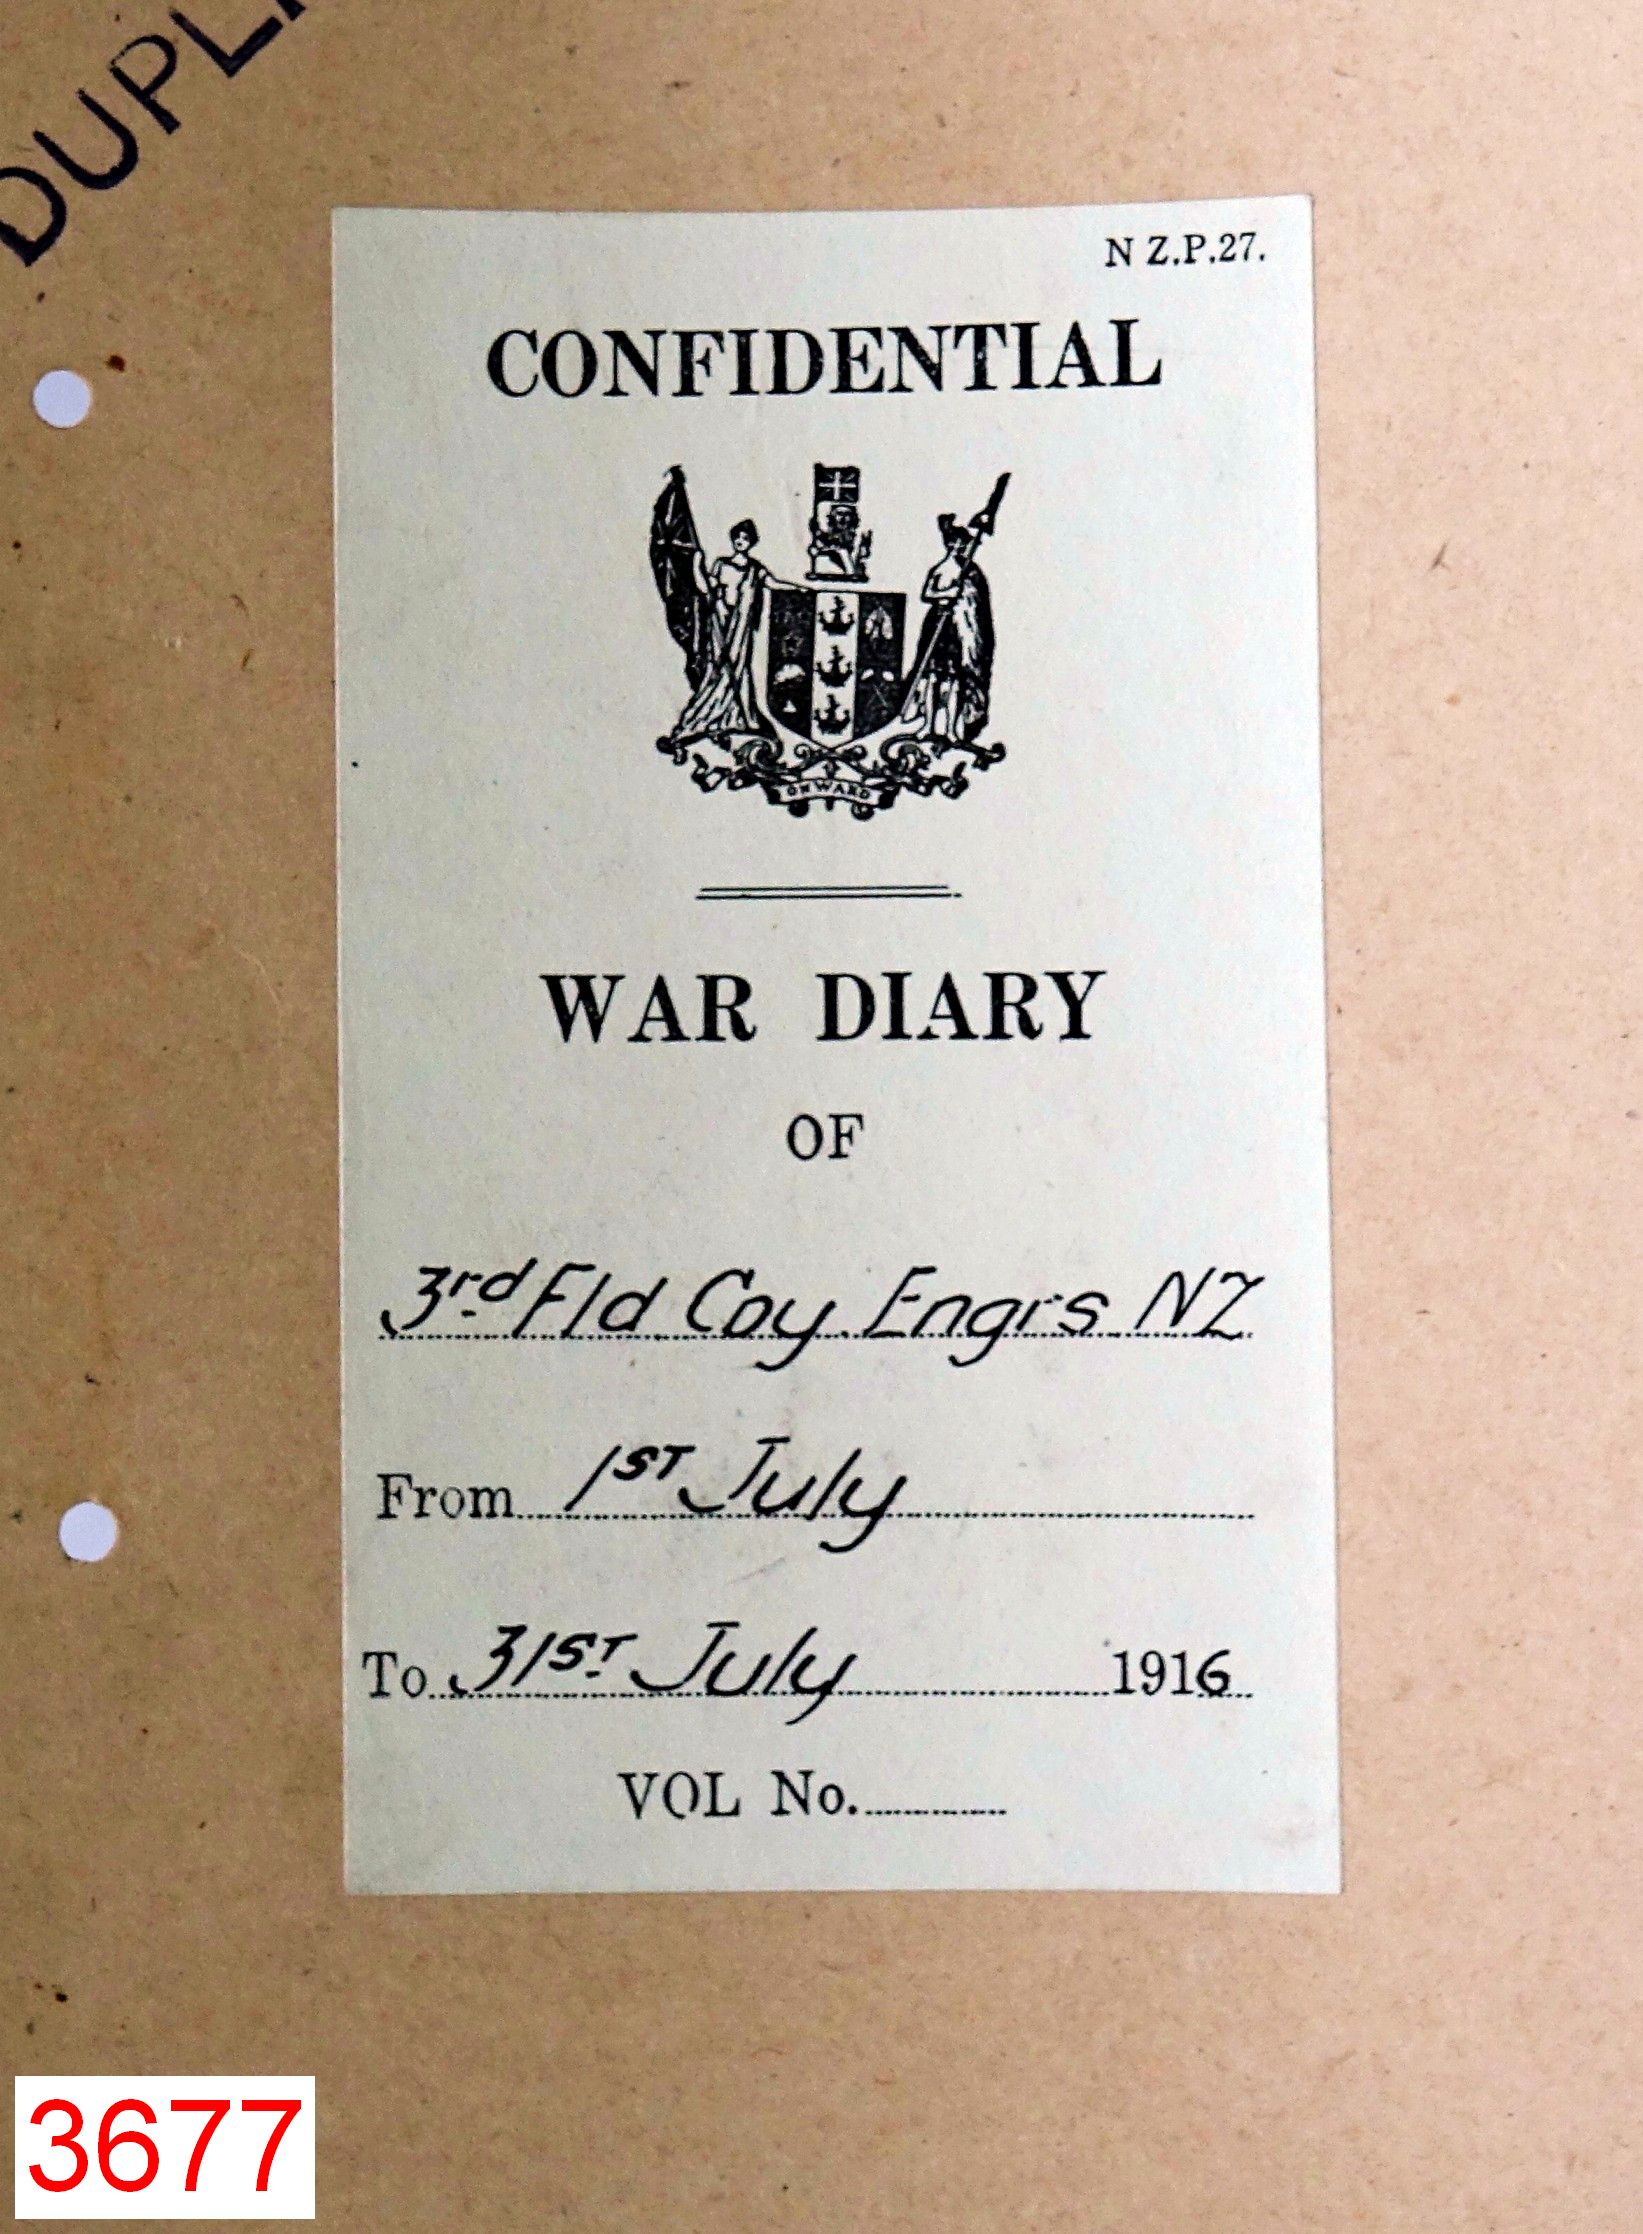 DUPL
N Z.P.27.
CONFIDENTIAL
ONWARD
WAR DIARY
OF
3rd Fld Coy Engrs NZ
From 1ST July
To 31ST July 1916
VOL No.
3677